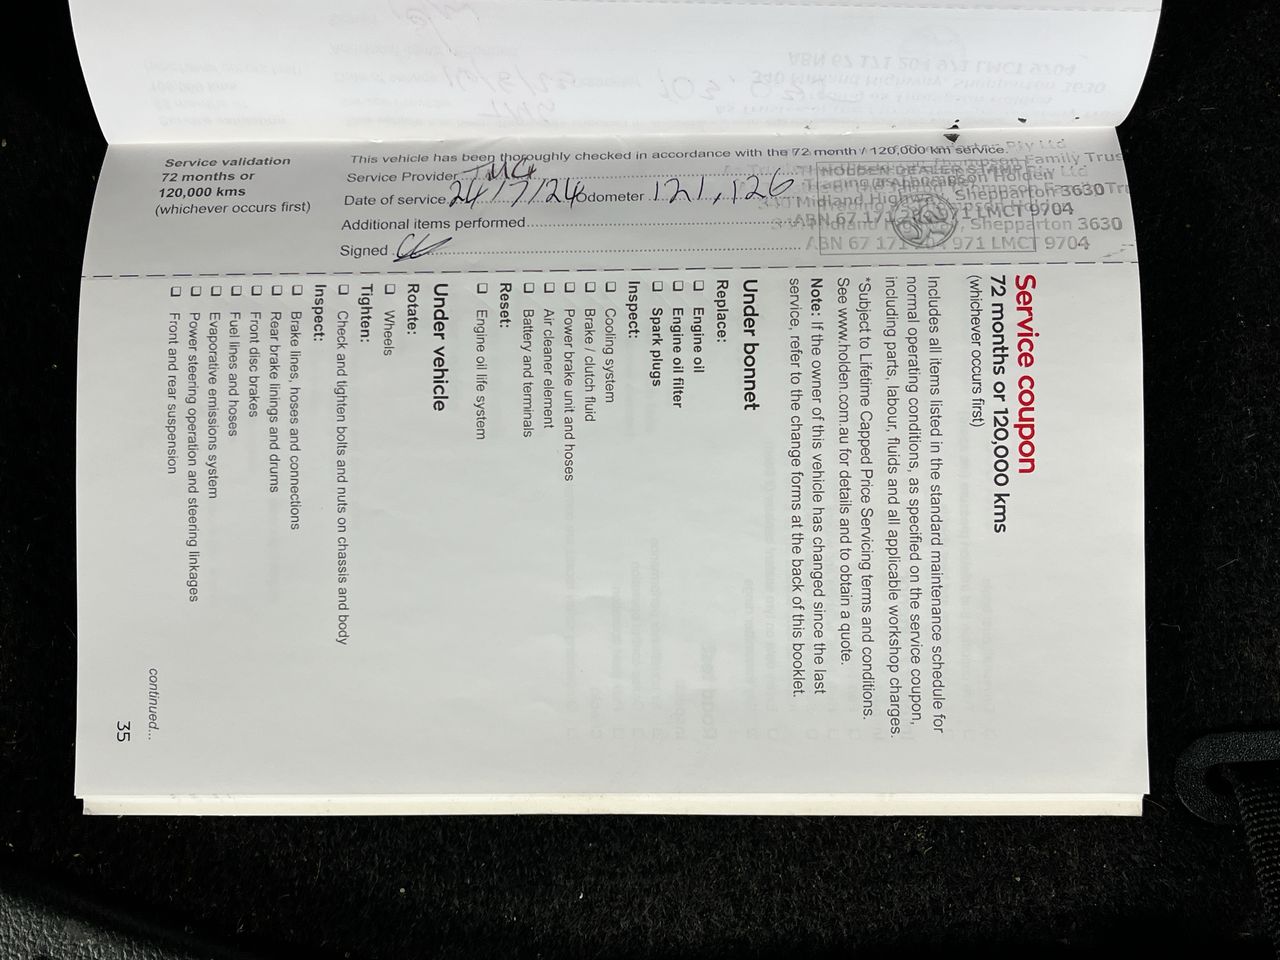 Service validation
72 months or
120,000 kms
(whichever occurs first)
This vehicle has been thoroughly checked in accordance with the 72 month / 120,000 km service.
Service Provider
Date of service 24/7/24 Odometer 121,126
Additional items performed
Signed
HOLDEN DEALER STAMP
Family Trus
Holden
Shepparton 3630
LMCT 9704
Shepparton 3630
ABN 67 171 204 971 LMCT 9704
Service coupon
72 months or 120,000 kms
(whichever occurs first)
Includes all items listed in the standard maintenance schedule for
normal operating conditions, as specified on the service coupon,
including parts, labour, fluids and all applicable workshop charges.
*Subject to Lifetime Capped Price Servicing terms and conditions.
See www.holden.com.au for details and to obtain a quote.
Note: If the owner of this vehicle has changed since the last
service, refer to the change forms at the back of this booklet.
Under bonnet
Replace:
Engine oil
Engine oil filter
Spark plugs
Inspect:
Cooling system
Brake / clutch fluid
Power brake unit and hoses
Air cleaner element
Battery and terminals
Reset:
Engine oil life system
Under vehicle
Rotate:
Wheels
Tighten:
Check and tighten bolts and nuts on chassis and body
Inspect:
Brake lines, hoses and connections
Rear brake linings and drums
Front disc brakes
Fuel lines and hoses
Evaporative emissions system
Power steering operation and steering linkages
Front and rear suspension
continued...
35